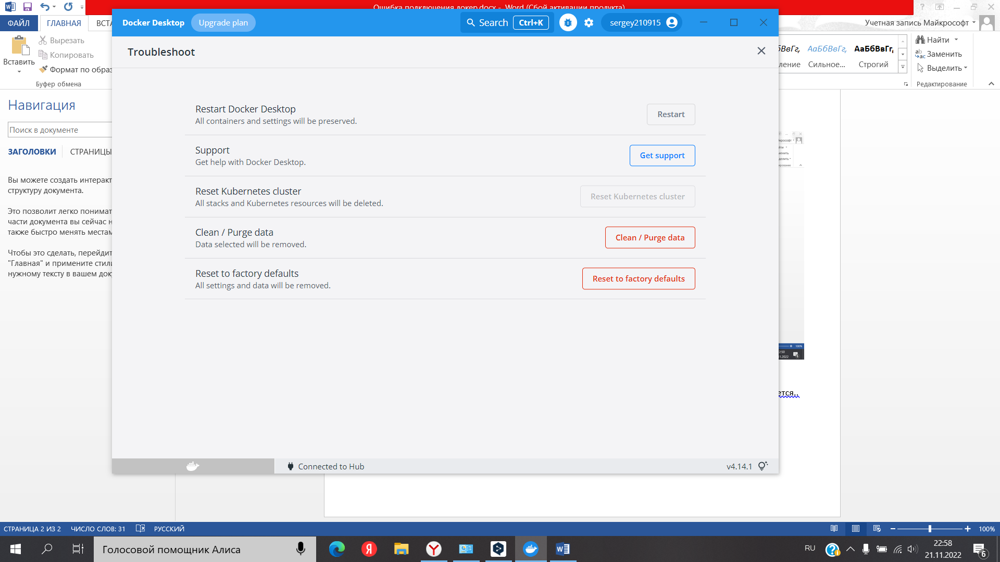 Ошибка подключения докер.docx - Word (Сбой активации продукта)
ФАЙЛ
ГЛАВНАЯ
ВСТА
Учетная запись Майкрософт
Вставить
Вырезать
Копировать
Формат по образ
Буфер обмена
Docker Desktop
Upgrade plan
Search
Ctrl+K
sergey210915
АаБбВвГг,
АаБбВвГг,
ление
Сильное...
Строгий
Найти
Заменить
Выделить
Редактирование
Навигация
Поиск в документе
ЗАГОЛОВКИ
СТРАНИЦЫ
Вы можете создать интеракт
структуру документа.
Это позволит легко понимат
части документа вы сейчас н
также быстро менять местам
Чтобы это сделать, перейдит
"Главная" и примените стили
нужному тексту в вашем док
Troubleshoot
Restart Docker Desktop
All containers and settings will be preserved.
Restart
Support
Get help with Docker Desktop.
Get support
Reset Kubernetes cluster
All stacks and Kubernetes resources will be deleted.
Reset Kubernetes cluster
Clean / Purge data
Data selected will be removed.
Clean / Purge data
Reset to factory defaults
All settings and data will be removed.
Reset to factory defaults
ется..
Connected to Hub
v4.14.1
СТРАНИЦА 2 ИЗ 2
ЧИСЛО СЛОВ: 31
РУССКИЙ
100%
Голосовой помощник Алиса
RU
22:58
21.11.2022
6